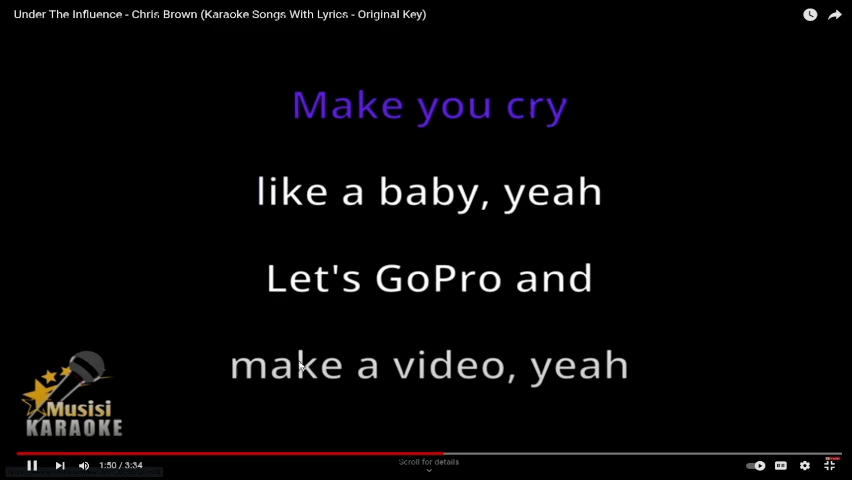 Under The Influence - Chris Brown (Karaoke Songs With Lyrics - Original Key)
Make you cry
like a baby, yeah
Let's GoPro and
make a video, yeah
Musisi
KARAOKE
1:50 / 3:34
Scroll for details